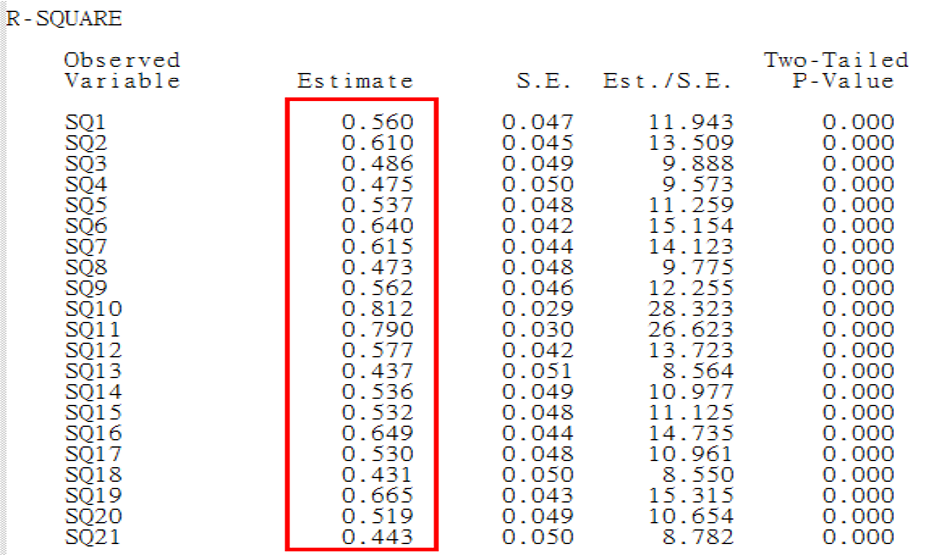 R-SQUARE
Observed Two-Tailed
Variable Estimate S.E. Est./S.E. P-Value
SQ1 0.560 0.047 11.943 0.000
SQ2 0.610 0.045 13.509 0.000
SQ3 0.486 0.049 9.888 0.000
SQ4 0.475 0.050 9.573 0.000
SQ5 0.537 0.048 11.259 0.000
SQ6 0.640 0.042 15.154 0.000
SQ7 0.615 0.044 14.123 0.000
SQ8 0.473 0.048 9.775 0.000
SQ9 0.562 0.046 12.255 0.000
SQ10 0.812 0.029 28.323 0.000
SQ11 0.790 0.030 26.623 0.000
SQ12 0.577 0.042 13.723 0.000
SQ13 0.437 0.051 8.564 0.000
SQ14 0.536 0.049 10.977 0.000
SQ15 0.532 0.048 11.125 0.000
SQ16 0.649 0.044 14.735 0.000
SQ17 0.530 0.048 10.961 0.000
SQ18 0.431 0.050 8.550 0.000
SQ19 0.665 0.043 15.315 0.000
SQ20 0.519 0.049 10.654 0.000
SQ21 0.443 0.050 8.782 0.000